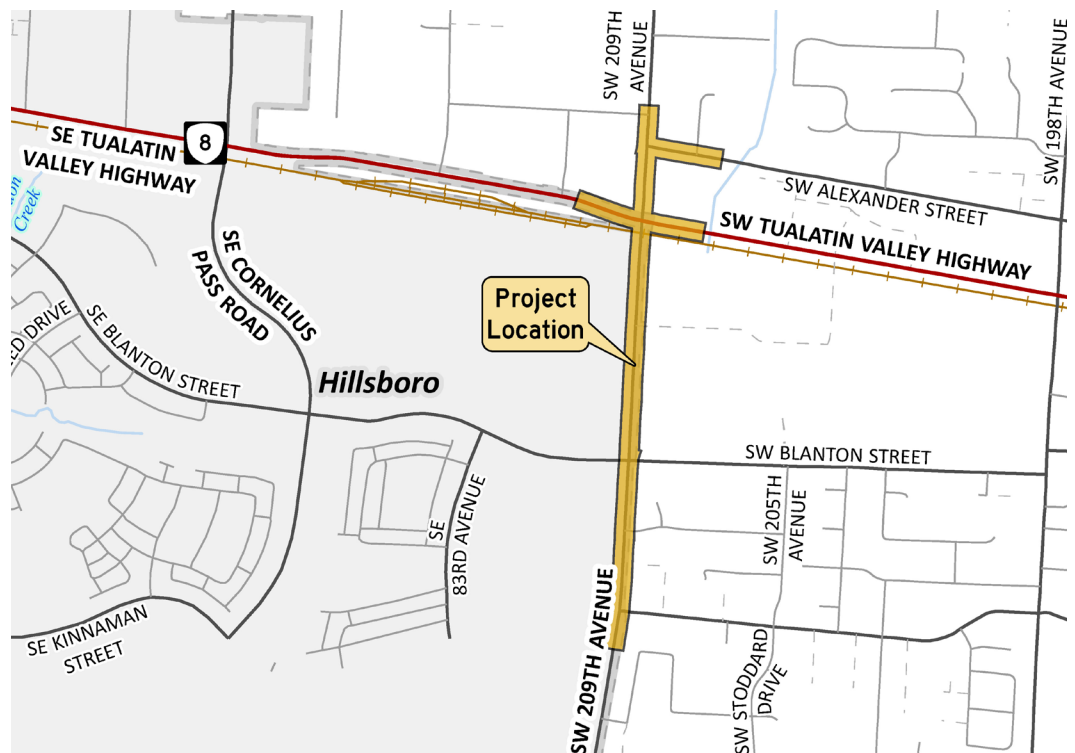 SW 209TH
AVENUE
SW 198TH AVENUE
8
SE TUALATIN
VALLEY HIGHWAY
SW ALEXANDER STREET
SW TUALATIN VALLEY HIGHWAY
Creek
SE CORNELIUS
PASS ROAD
Project
Location
SE BLANTON STREET
DRIVE
Hillsboro
SW BLANTON STREET
SE
83RD AVENUE
SW 205TH
AVENUE
SW 209TH AVENUE
SE KINNAMAN
STREET
SW STODDARD
DRIVE